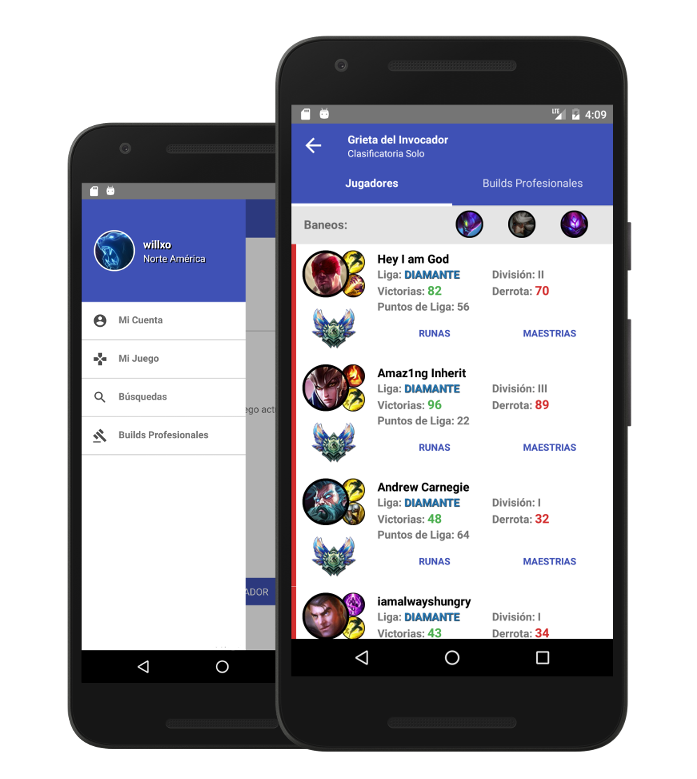 willxo
Norte América
Mi Cuenta
Mi Juego
Búsquedas
Builds Profesionales
ego acti
ADOR
LTE 4:09
Grieta del Invocador
Clasificatoria Solo
Jugadores Builds Profesionales
Baneos:
Hey I am God
Liga: DIAMANTE División: II
Victorias: 82 Derrota: 70
Puntos de Liga: 56
RUNAS MAESTRIAS
Amaz1ng Inherit
Liga: DIAMANTE División: III
Victorias: 96 Derrota: 89
Puntos de Liga: 22
RUNAS MAESTRIAS
Andrew Carnegie
Liga: DIAMANTE División: I
Victorias: 48 Derrota: 32
Puntos de Liga: 64
RUNAS MAESTRIAS
iamalwayshungry
Liga: DIAMANTE División: I
Victorias: 43 Derrota: 34